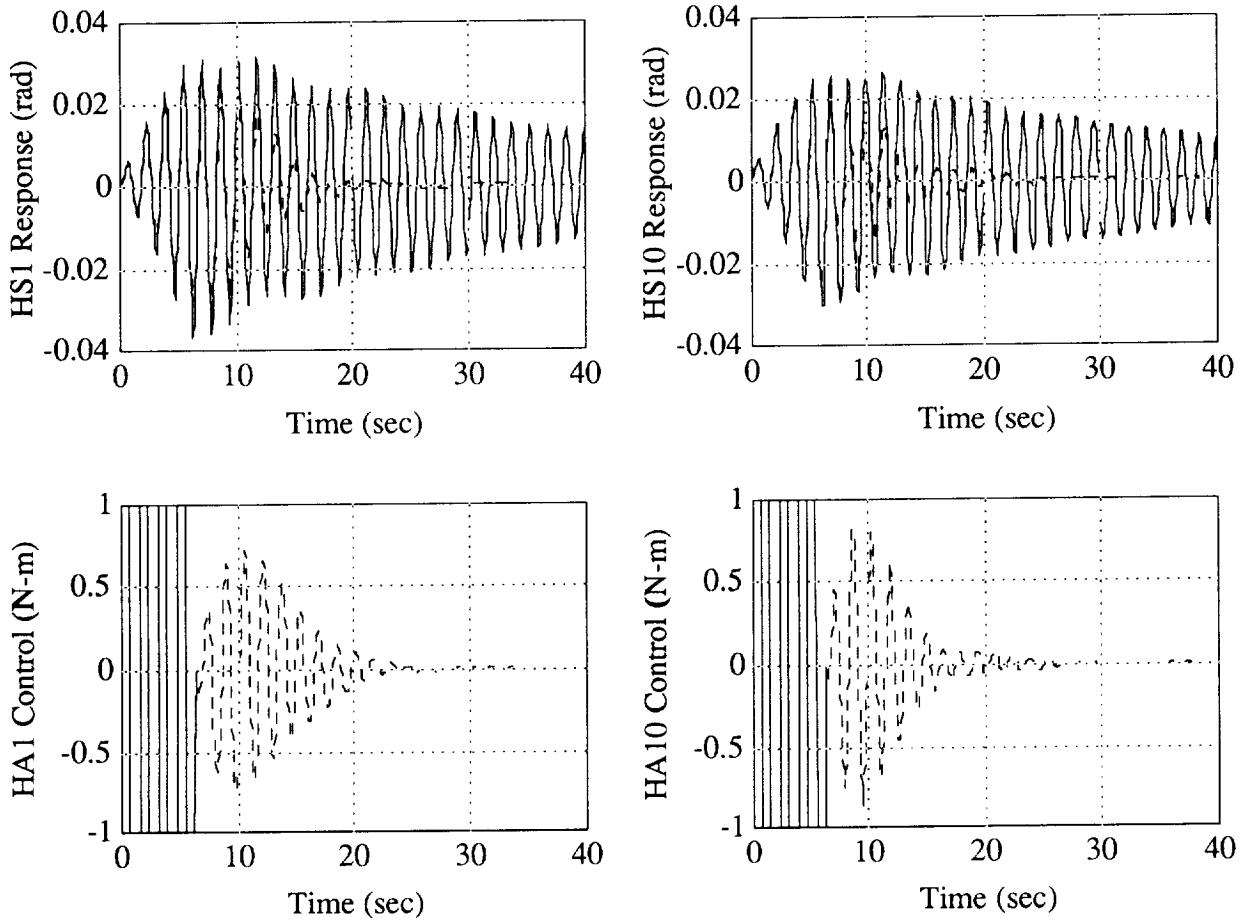 HS1 Response (rad)
0.04
0.02
0
-0.02
-0.04
0 10 20 30 40
Time (sec)
HS10 Response (rad)
0.04
0.02
0
-0.02
-0.04
0 10 20 30 40
Time (sec)
HA1 Control (N-m)
1
0.5
0
-0.5
-1
0 10 20 30 40
Time (sec)
HA10 Control (N-m)
1
0.5
0
-0.5
-1
0 10 20 30 40
Time (sec)